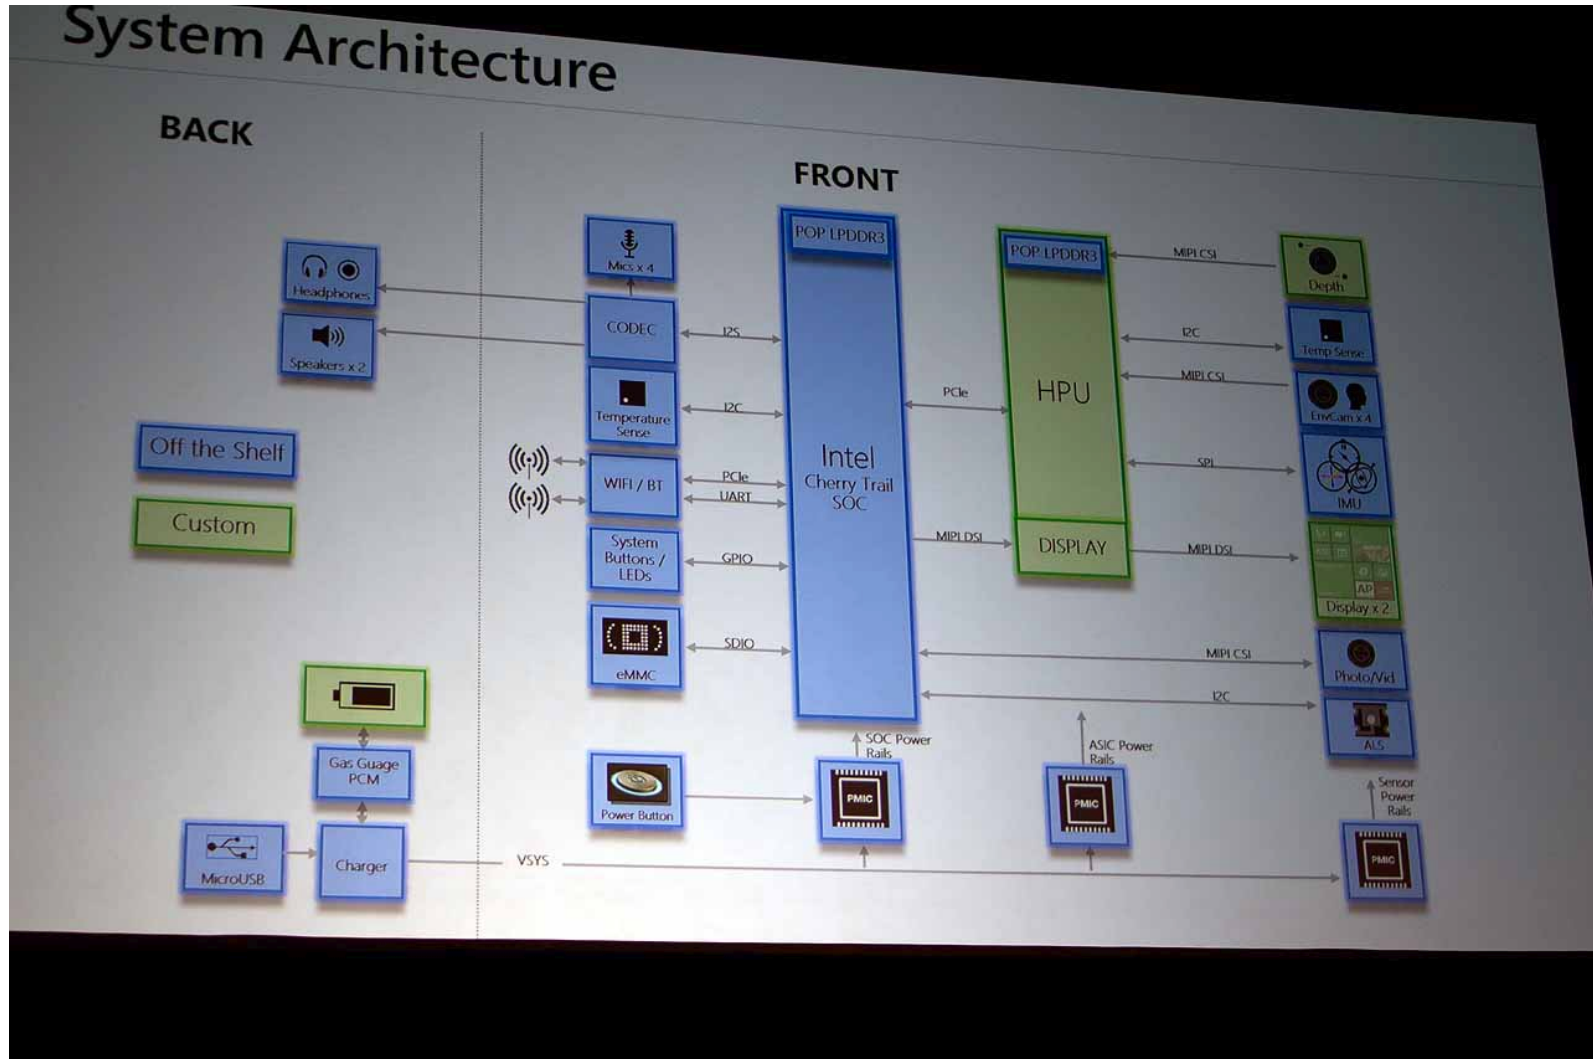 System Architecture
BACK
FRONT
Headphones
Speakers x 2
Off the Shelf
Custom
Gas Guage
PCM
MicroUSB
Charger
VSYS
Mics x 4
CODEC
I2S
Temperature
Sense
I2C
WIFI / BT
PCIe
UART
System
Buttons /
LEDs
GPIO
eMMC
SDIO
Power Button
POP LPDDR3
Intel
Cherry Trail
SOC
SOC Power
Rails
PMIC
PCIe
MIPI DSI
POP LPDDR3
HPU
DISPLAY
ASIC Power
Rails
PMIC
MIPI CSI
Depth
I2C
Temp Sense
MIPI CSI
EnvCam x 4
SPI
IMU
MIPI DSI
AP
Display x 2
MIPI CSI
Photo/Vid
I2C
ALS
Sensor
Power
Rails
PMIC